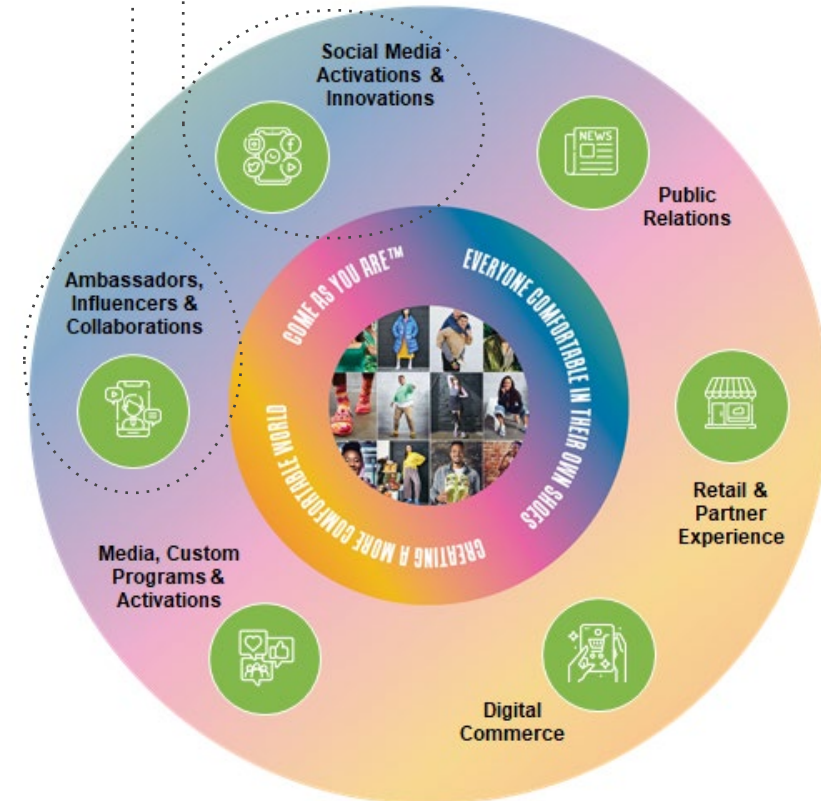 Social Media
Activations &
Innovations
NEWS
Public
Relations
Ambassadors,
Influencers &
Collaborations
COME AS YOU ARE™
EVERYONE COMFORTABLE IN THEIR OWN SHOES
CREATING A MORE COMFORTABLE WORLD
Retail &
Partner
Experience
Media, Custom
Programs &
Activations
Digital
Commerce